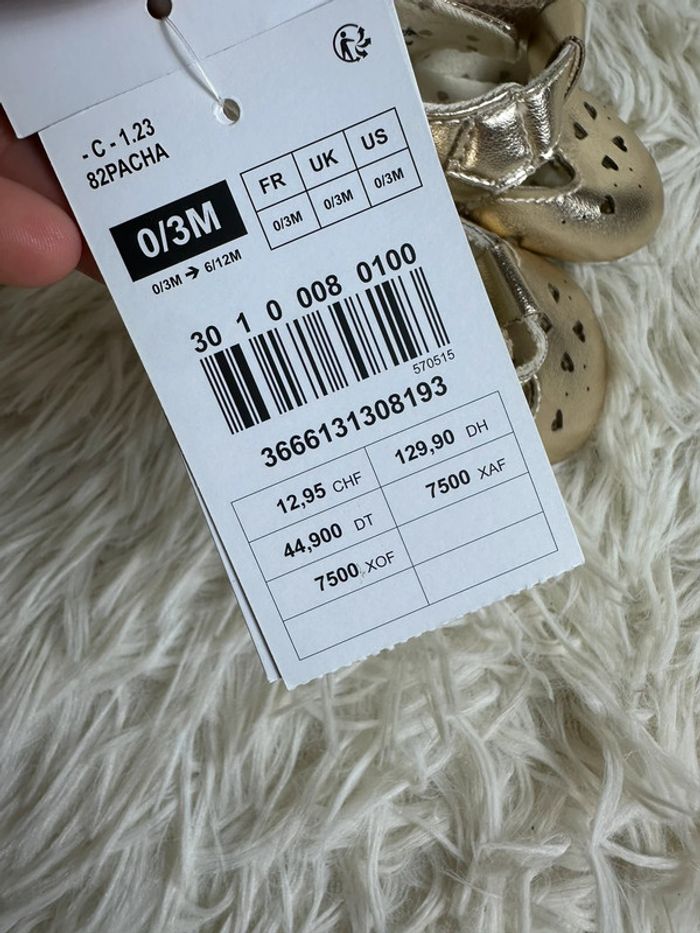 - C - 1.23
82PACHA
0/3M
0/3M → 6/12M
FR UK US
0/3M 0/3M 0/3M
30 1 0 008 0100
570515
3666131308193
12,95 CHF 129,90 DH
44,900 DT 7500 XAF
7500 XOF